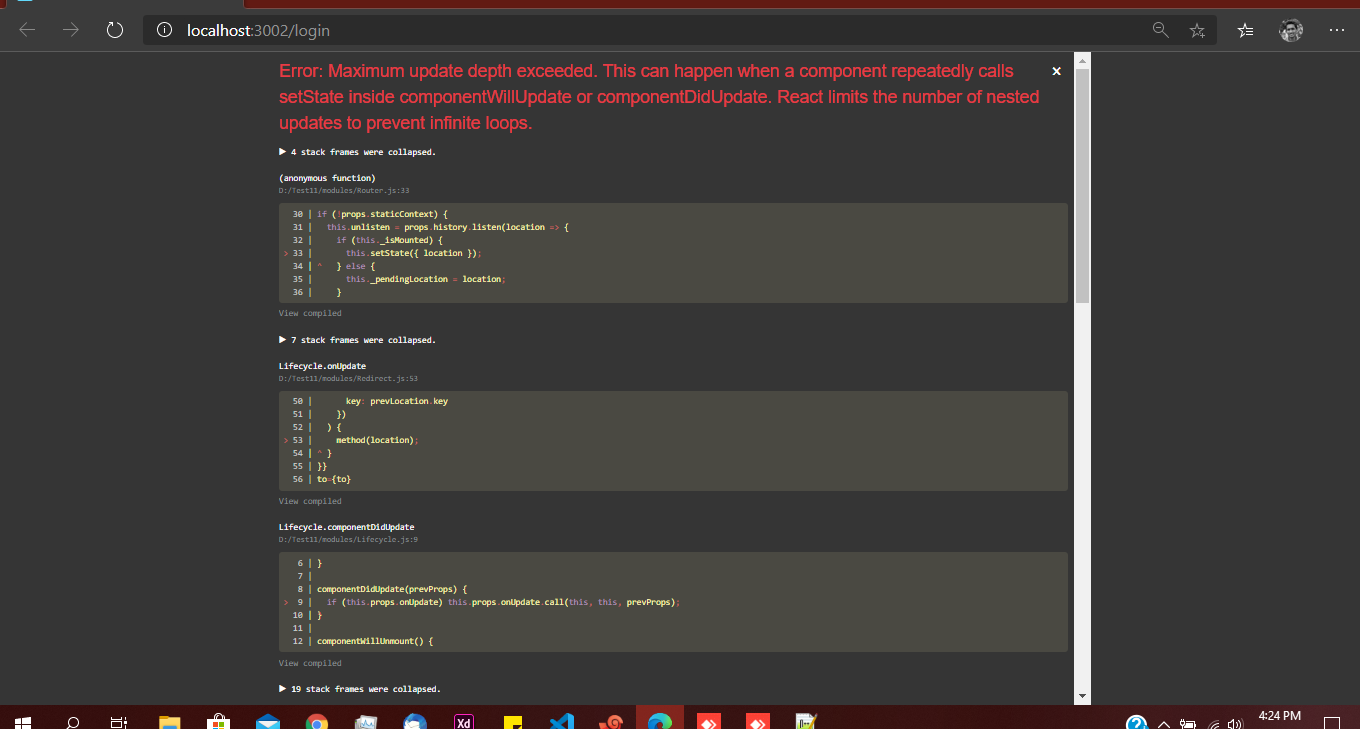 localhost:3002/login
Error: Maximum update depth exceeded. This can happen when a component repeatedly calls
setState inside componentWillUpdate or componentDidUpdate. React limits the number of nested
updates to prevent infinite loops.
▶ 4 stack frames were collapsed.
(anonymous function)
D:/Test11/modules/Router.js:33
30 | if (!props.staticContext) {
31 | this.unlisten = props.history.listen(location => {
32 | if (this._isMounted) {
> 33 | this.setState({ location });
34 | ^ } else {
35 | this._pendingLocation = location;
36 | }
View compiled
▶ 7 stack frames were collapsed.
Lifecycle.onUpdate
D:/Test11/modules/Redirect.js:53
50 | key: prevLocation.key
51 | })
52 | ) {
> 53 | method(location);
54 | ^ }
55 | }}
56 | to={to}
View compiled
Lifecycle.componentDidUpdate
D:/Test11/modules/Lifecycle.js:9
6 | }
7 |
8 | componentDidUpdate(prevProps) {
> 9 | if (this.props.onUpdate) this.props.onUpdate.call(this, this, prevProps);
10 | }
11 |
12 | componentWillUnmount() {
View compiled
▶ 19 stack frames were collapsed.
Xd
4:24 PM